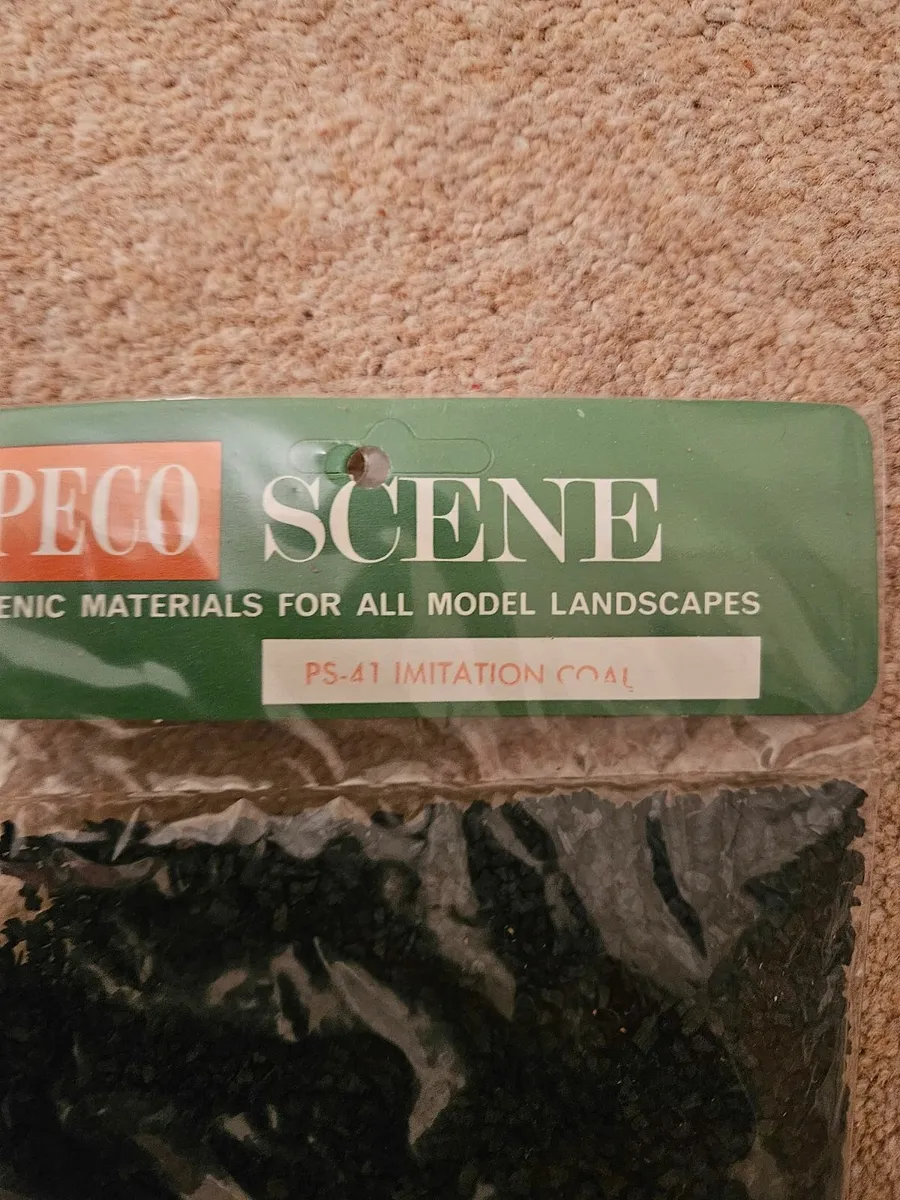 PECO SCENE
ENIC MATERIALS FOR ALL MODEL LANDSCAPES
PS-41 IMITATION COAL